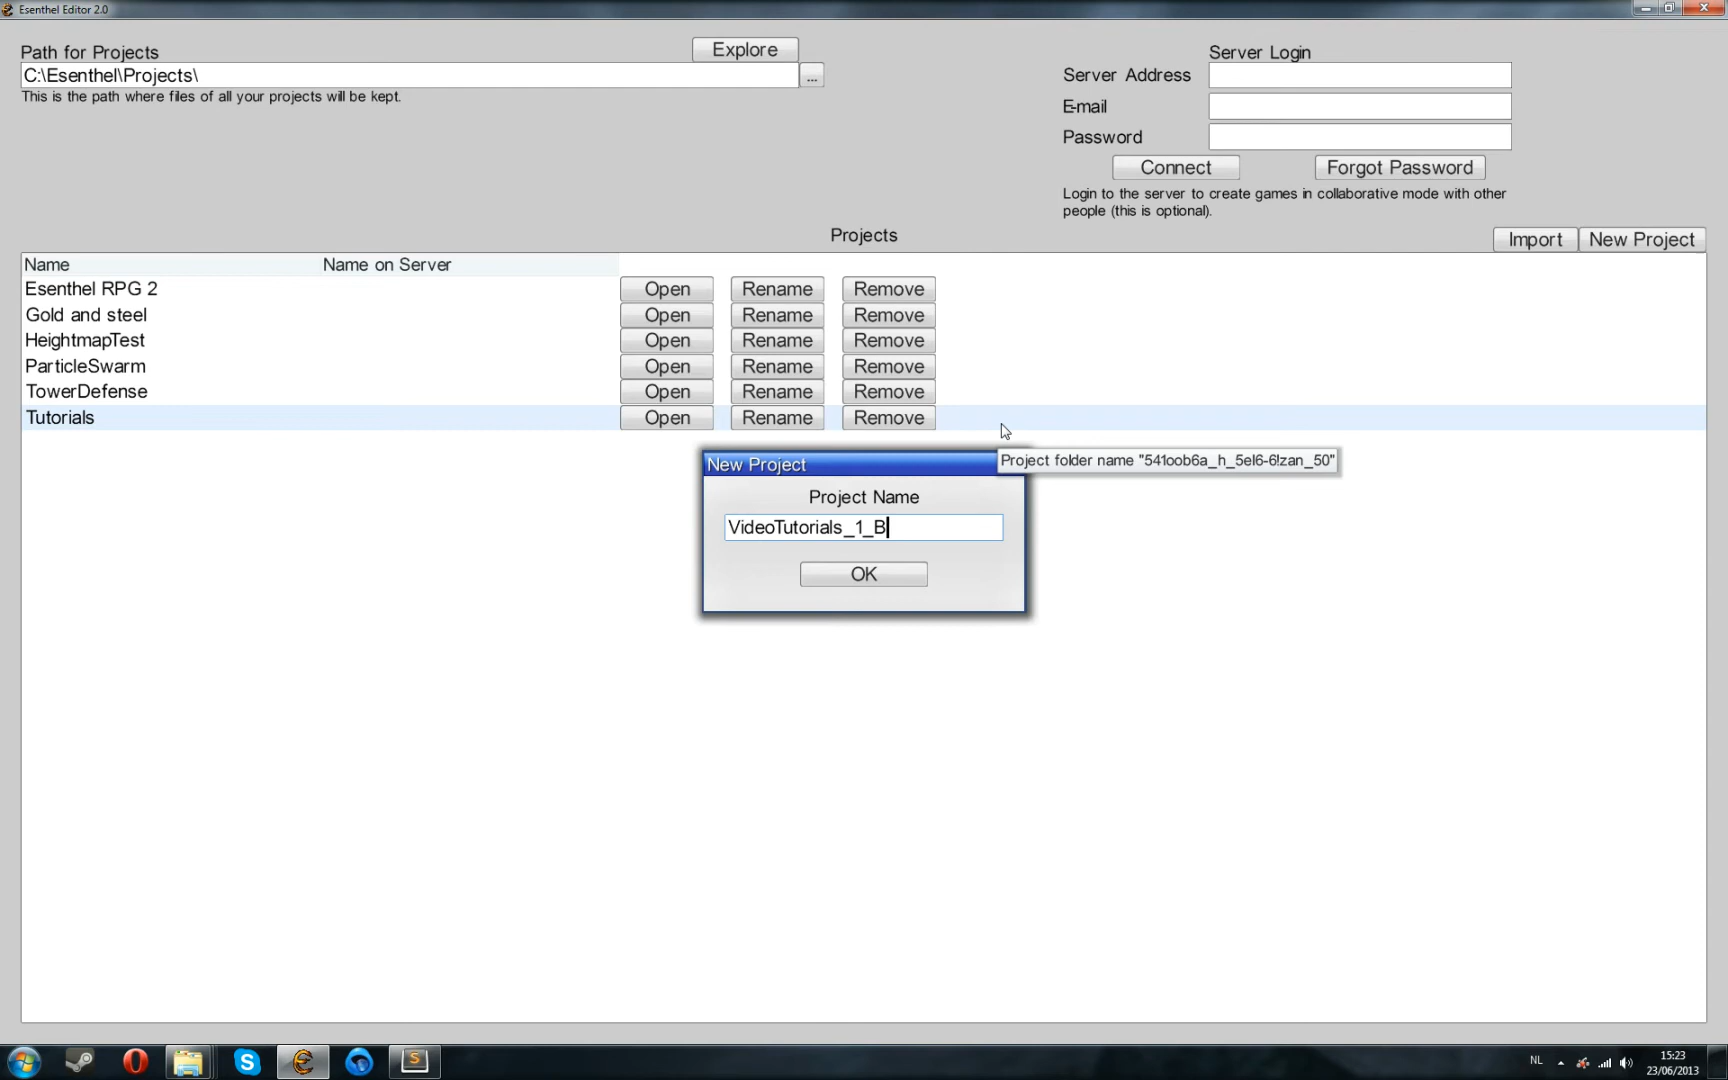 Esenthel Editor 2.0
Path for Projects
Explore
C:\Esenthel\Projects\
...
This is the path where files of all your projects will be kept.
Server Login
Server Address
E-mail
Password
Connect Forgot Password
Login to the server to create games in collaborative mode with other
people (this is optional).
Projects
Import New Project
Name Name on Server
Esenthel RPG 2 Open Rename Remove
Gold and steel Open Rename Remove
HeightmapTest Open Rename Remove
ParticleSwarm Open Rename Remove
TowerDefense Open Rename Remove
Tutorials Open Rename Remove
Project folder name "541oob6a_h_5el6-6!zan_50"
New Project
Project Name
VideoTutorials_1_B
OK
NL
15:23
23/06/2013